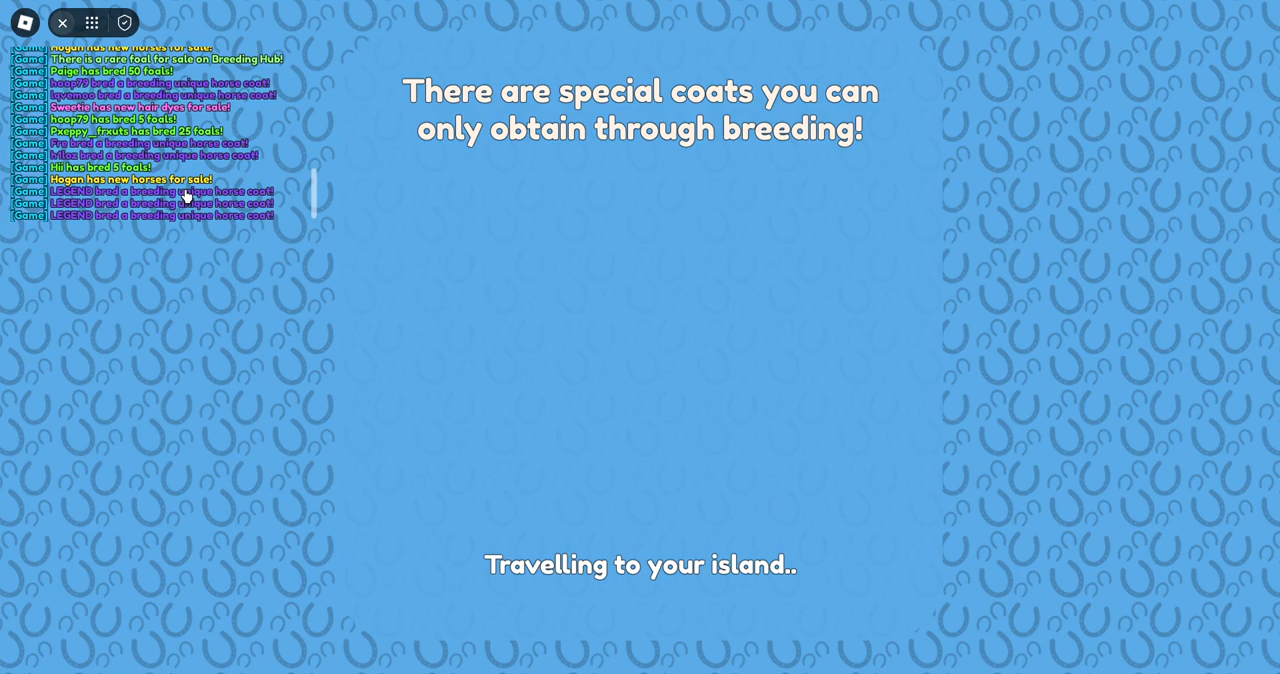 [Game] Hogan has new horses for sale!
[Game] There is a rare foal for sale on Breeding Hub!
[Game] Paige has bred 50 foals!
[Game] hoop79 bred a breeding unique horse coat!
[Game] lqvemoo bred a breeding unique horse coat!
[Game] Sweetie has new hair dyes for sale!
[Game] hoop79 has bred 5 foals!
[Game] Pxeppy_frxuts has bred 25 foals!
[Game] Fre bred a breeding unique horse coat!
[Game] h1loz bred a breeding unique horse coat!
[Game] Hii has bred 5 foals!
[Game] Hogan has new horses for sale!
[Game] LEGEND bred a breeding unique horse coat!
[Game] LEGEND bred a breeding unique horse coat!
[Game] LEGEND bred a breeding unique horse coat!
There are special coats you can
only obtain through breeding!
Travelling to your island..